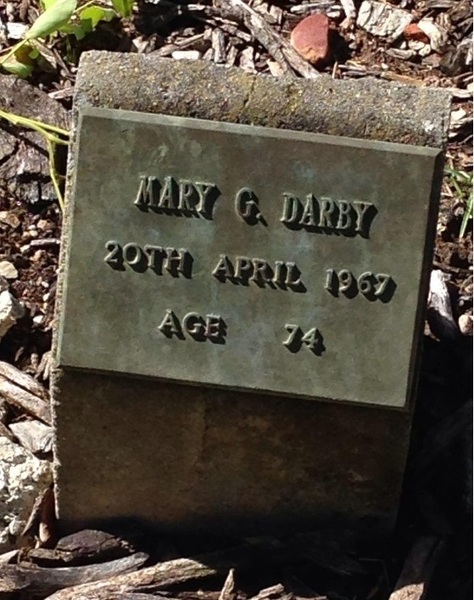 MARY G. DARBY
20TH APRIL 1967
AGE 74